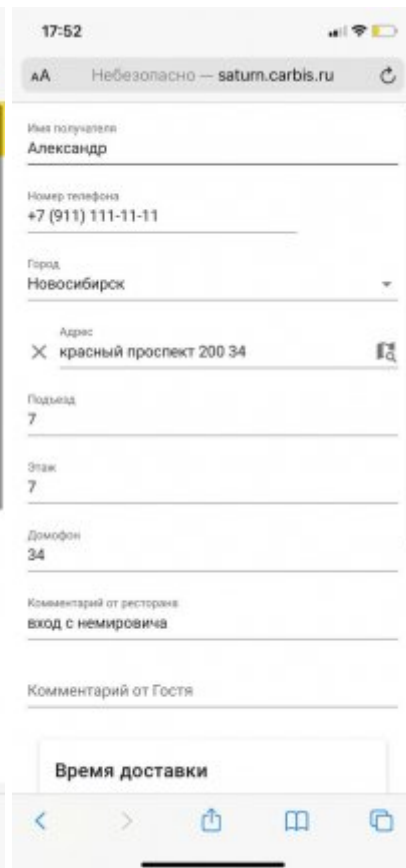 17:52
AA Небезопасно — saturn.carbis.ru
Имя получателя
Александр
Номер телефона
+7 (911) 111-11-11
Город
Новосибирск
Адрес
красный проспект 200 34
Подъезд
7
Этаж
7
Домофон
34
Комментарий от ресторана
вход с немировича
Комментарий от Гостя
Время доставки